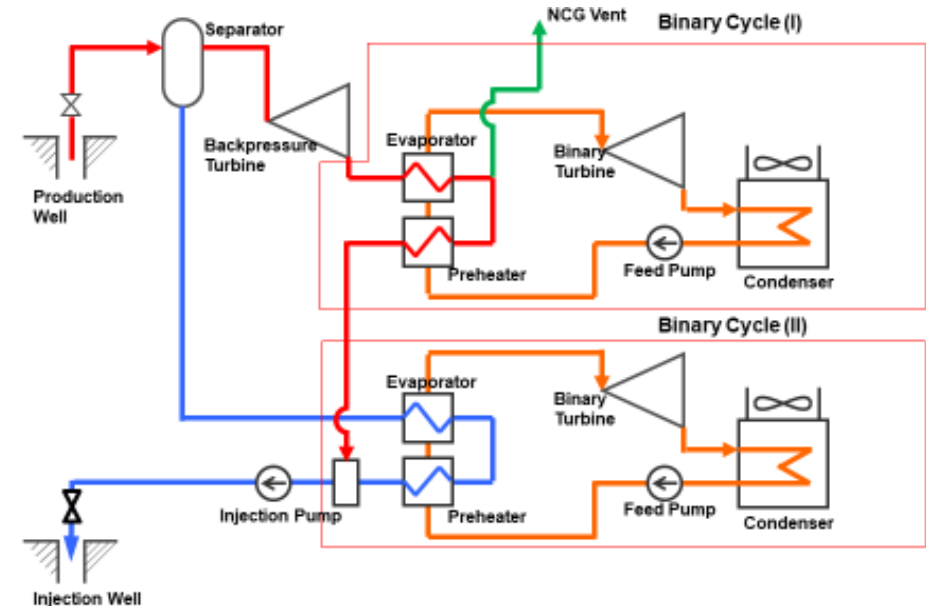 NCG Vent
Binary Cycle (I)
Separator
Backpressure
Turbine
Evaporator
Binary
Turbine
Production
Well
Preheater
Feed Pump
Condenser
Binary Cycle (II)
Evaporator
Binary
Turbine
Injection Pump
Preheater
Feed Pump
Condenser
Injection Well